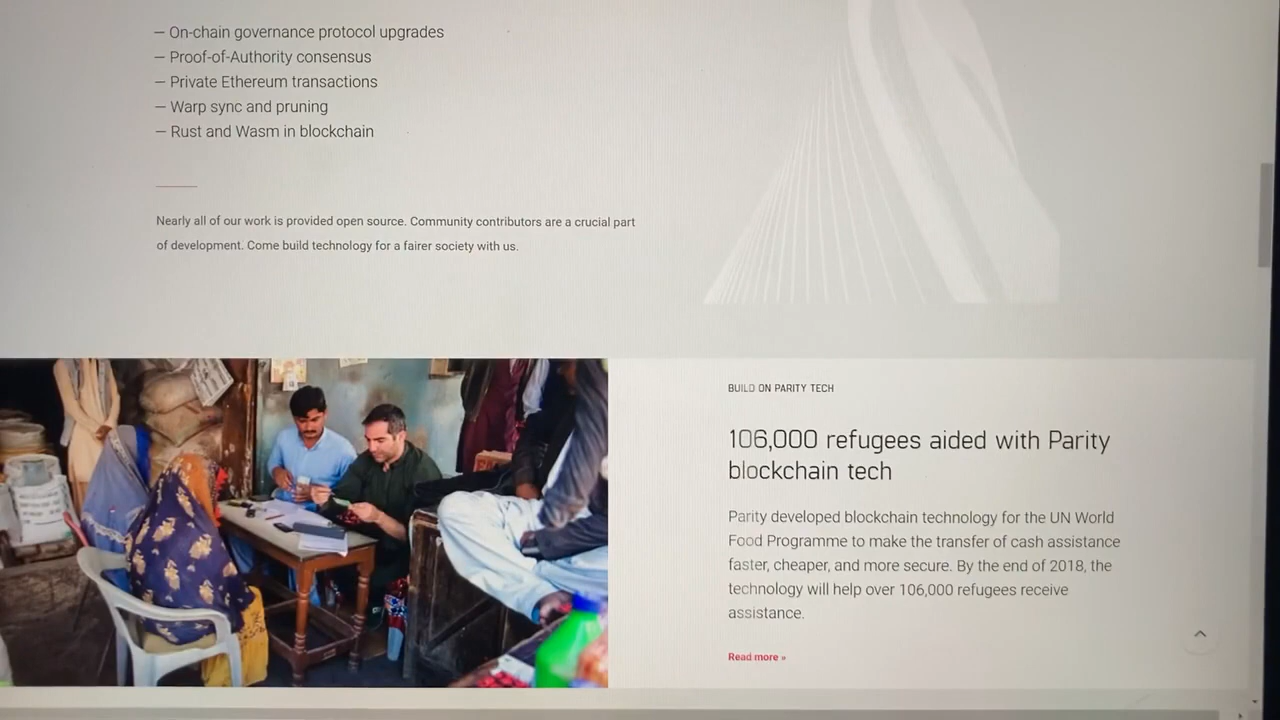 — On-chain governance protocol upgrades
— Proof-of-Authority consensus
— Private Ethereum transactions
— Warp sync and pruning
— Rust and Wasm in blockchain
Nearly all of our work is provided open source. Community contributors are a crucial part
of development. Come build technology for a fairer society with us.
BUILD ON PARITY TECH
106,000 refugees aided with Parity
blockchain tech
Parity developed blockchain technology for the UN World
Food Programme to make the transfer of cash assistance
faster, cheaper, and more secure. By the end of 2018, the
technology will help over 106,000 refugees receive
assistance.
Read more »